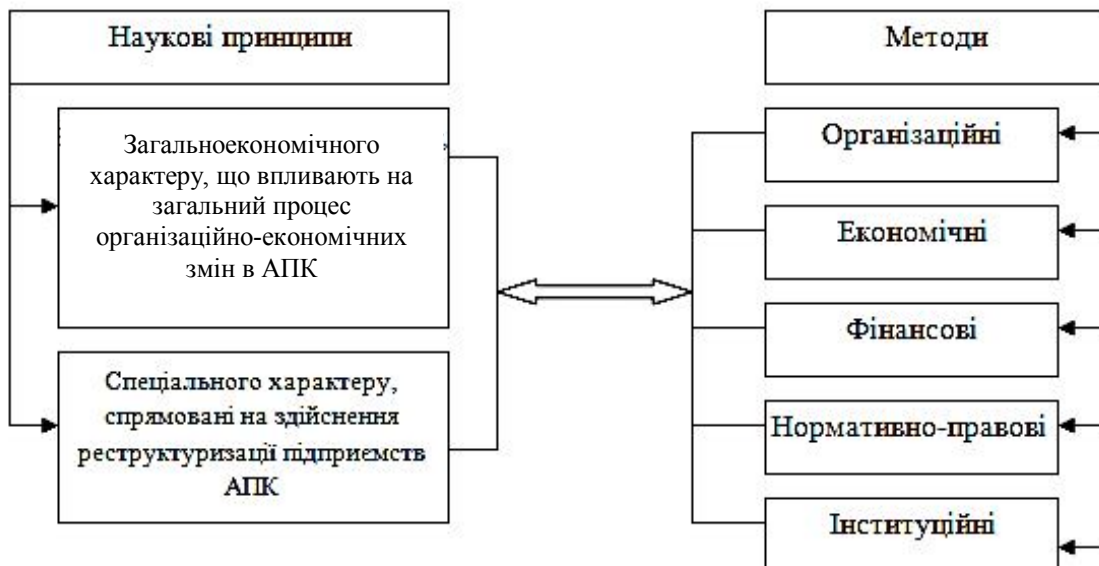 Наукові принципи
Загальноекономічного
характеру, що впливають на
загальний процес
організаційно-економічних
змін в АПК
Спеціального характеру,
спрямовані на здійснення
реструктуризації підприємств
АПК
Методи
Організаційні
Економічні
Фінансові
Нормативно-правові
Інституційні